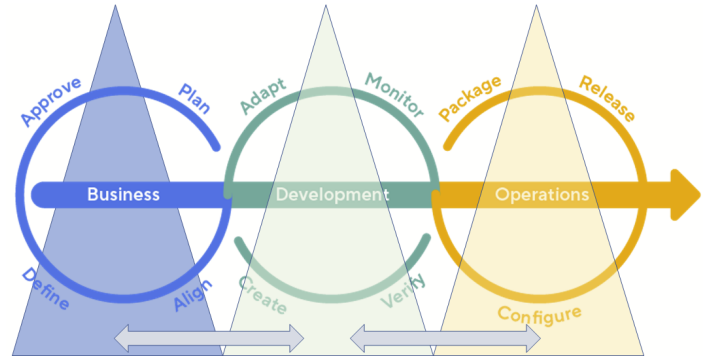 Approve
Plan
Adapt
Monitor
Package
Release
Business
Development
Operations
Define
Align
Create
Verify
Configure